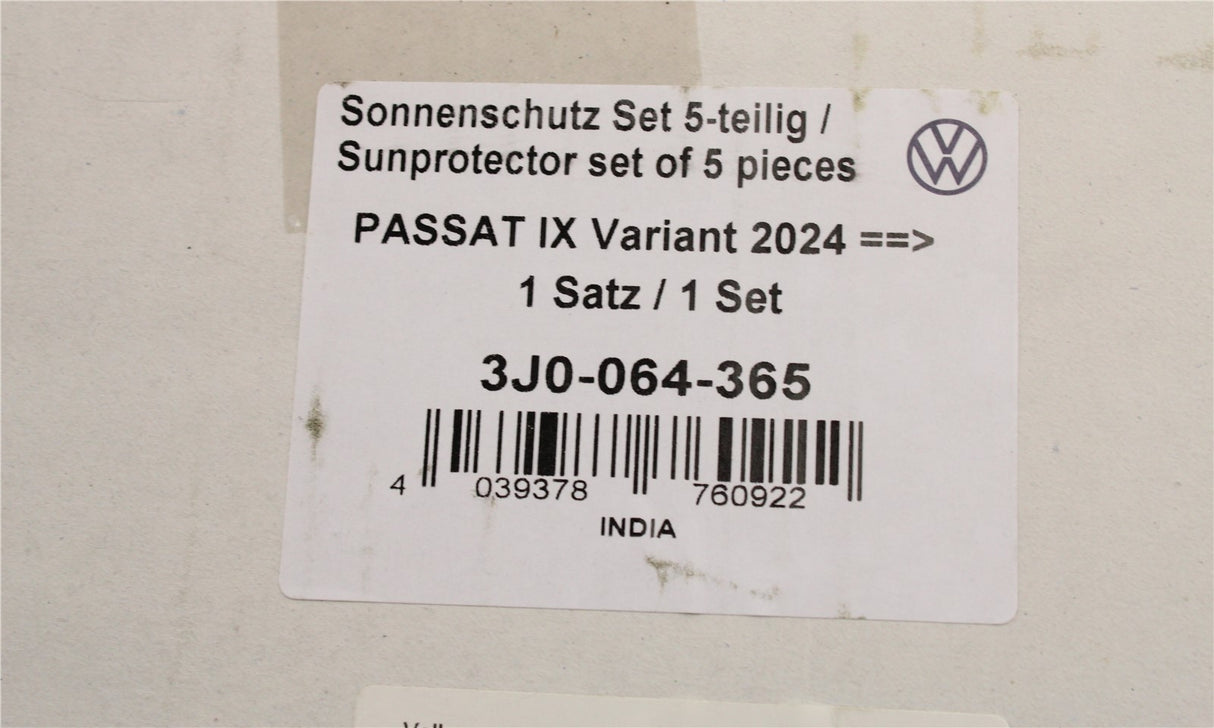 Sonnenschutz Set 5-teilig /
Sunprotector set of 5 pieces
PASSAT IX Variant 2024 ==>
1 Satz / 1 Set
3J0-064-365
4 039378 760922
INDIA